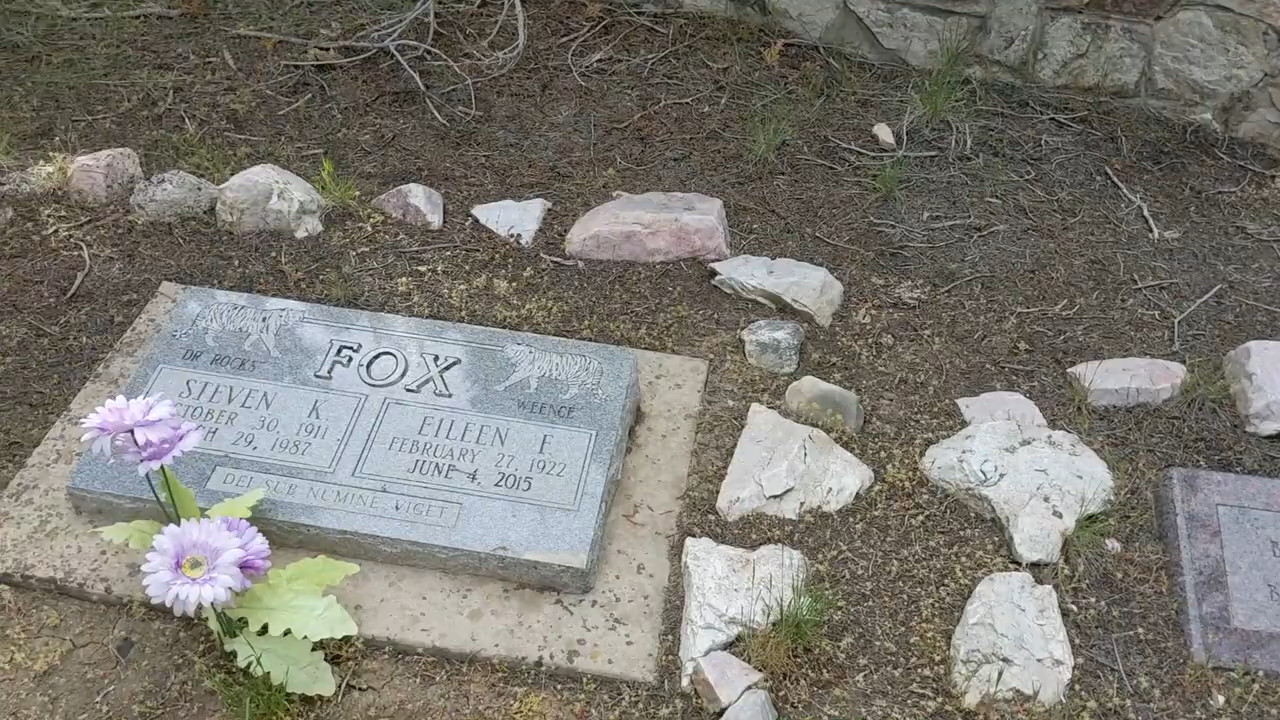 FOX
DR ROCKS
WEENCE
STEVEN K
TOBER 30, 1911
CH 29, 1987
EILEEN F
FEBRUARY 27, 1922
JUNE 4, 2015
DEI SUB NUMINE VIGET